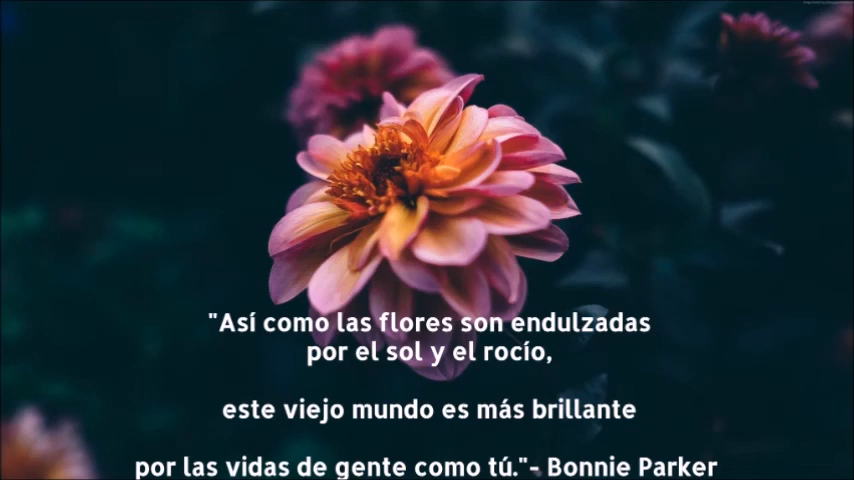 "Así como las flores son endulzadas
por el sol y el rocío,
este viejo mundo es más brillante
por las vidas de gente como tú."- Bonnie Parker